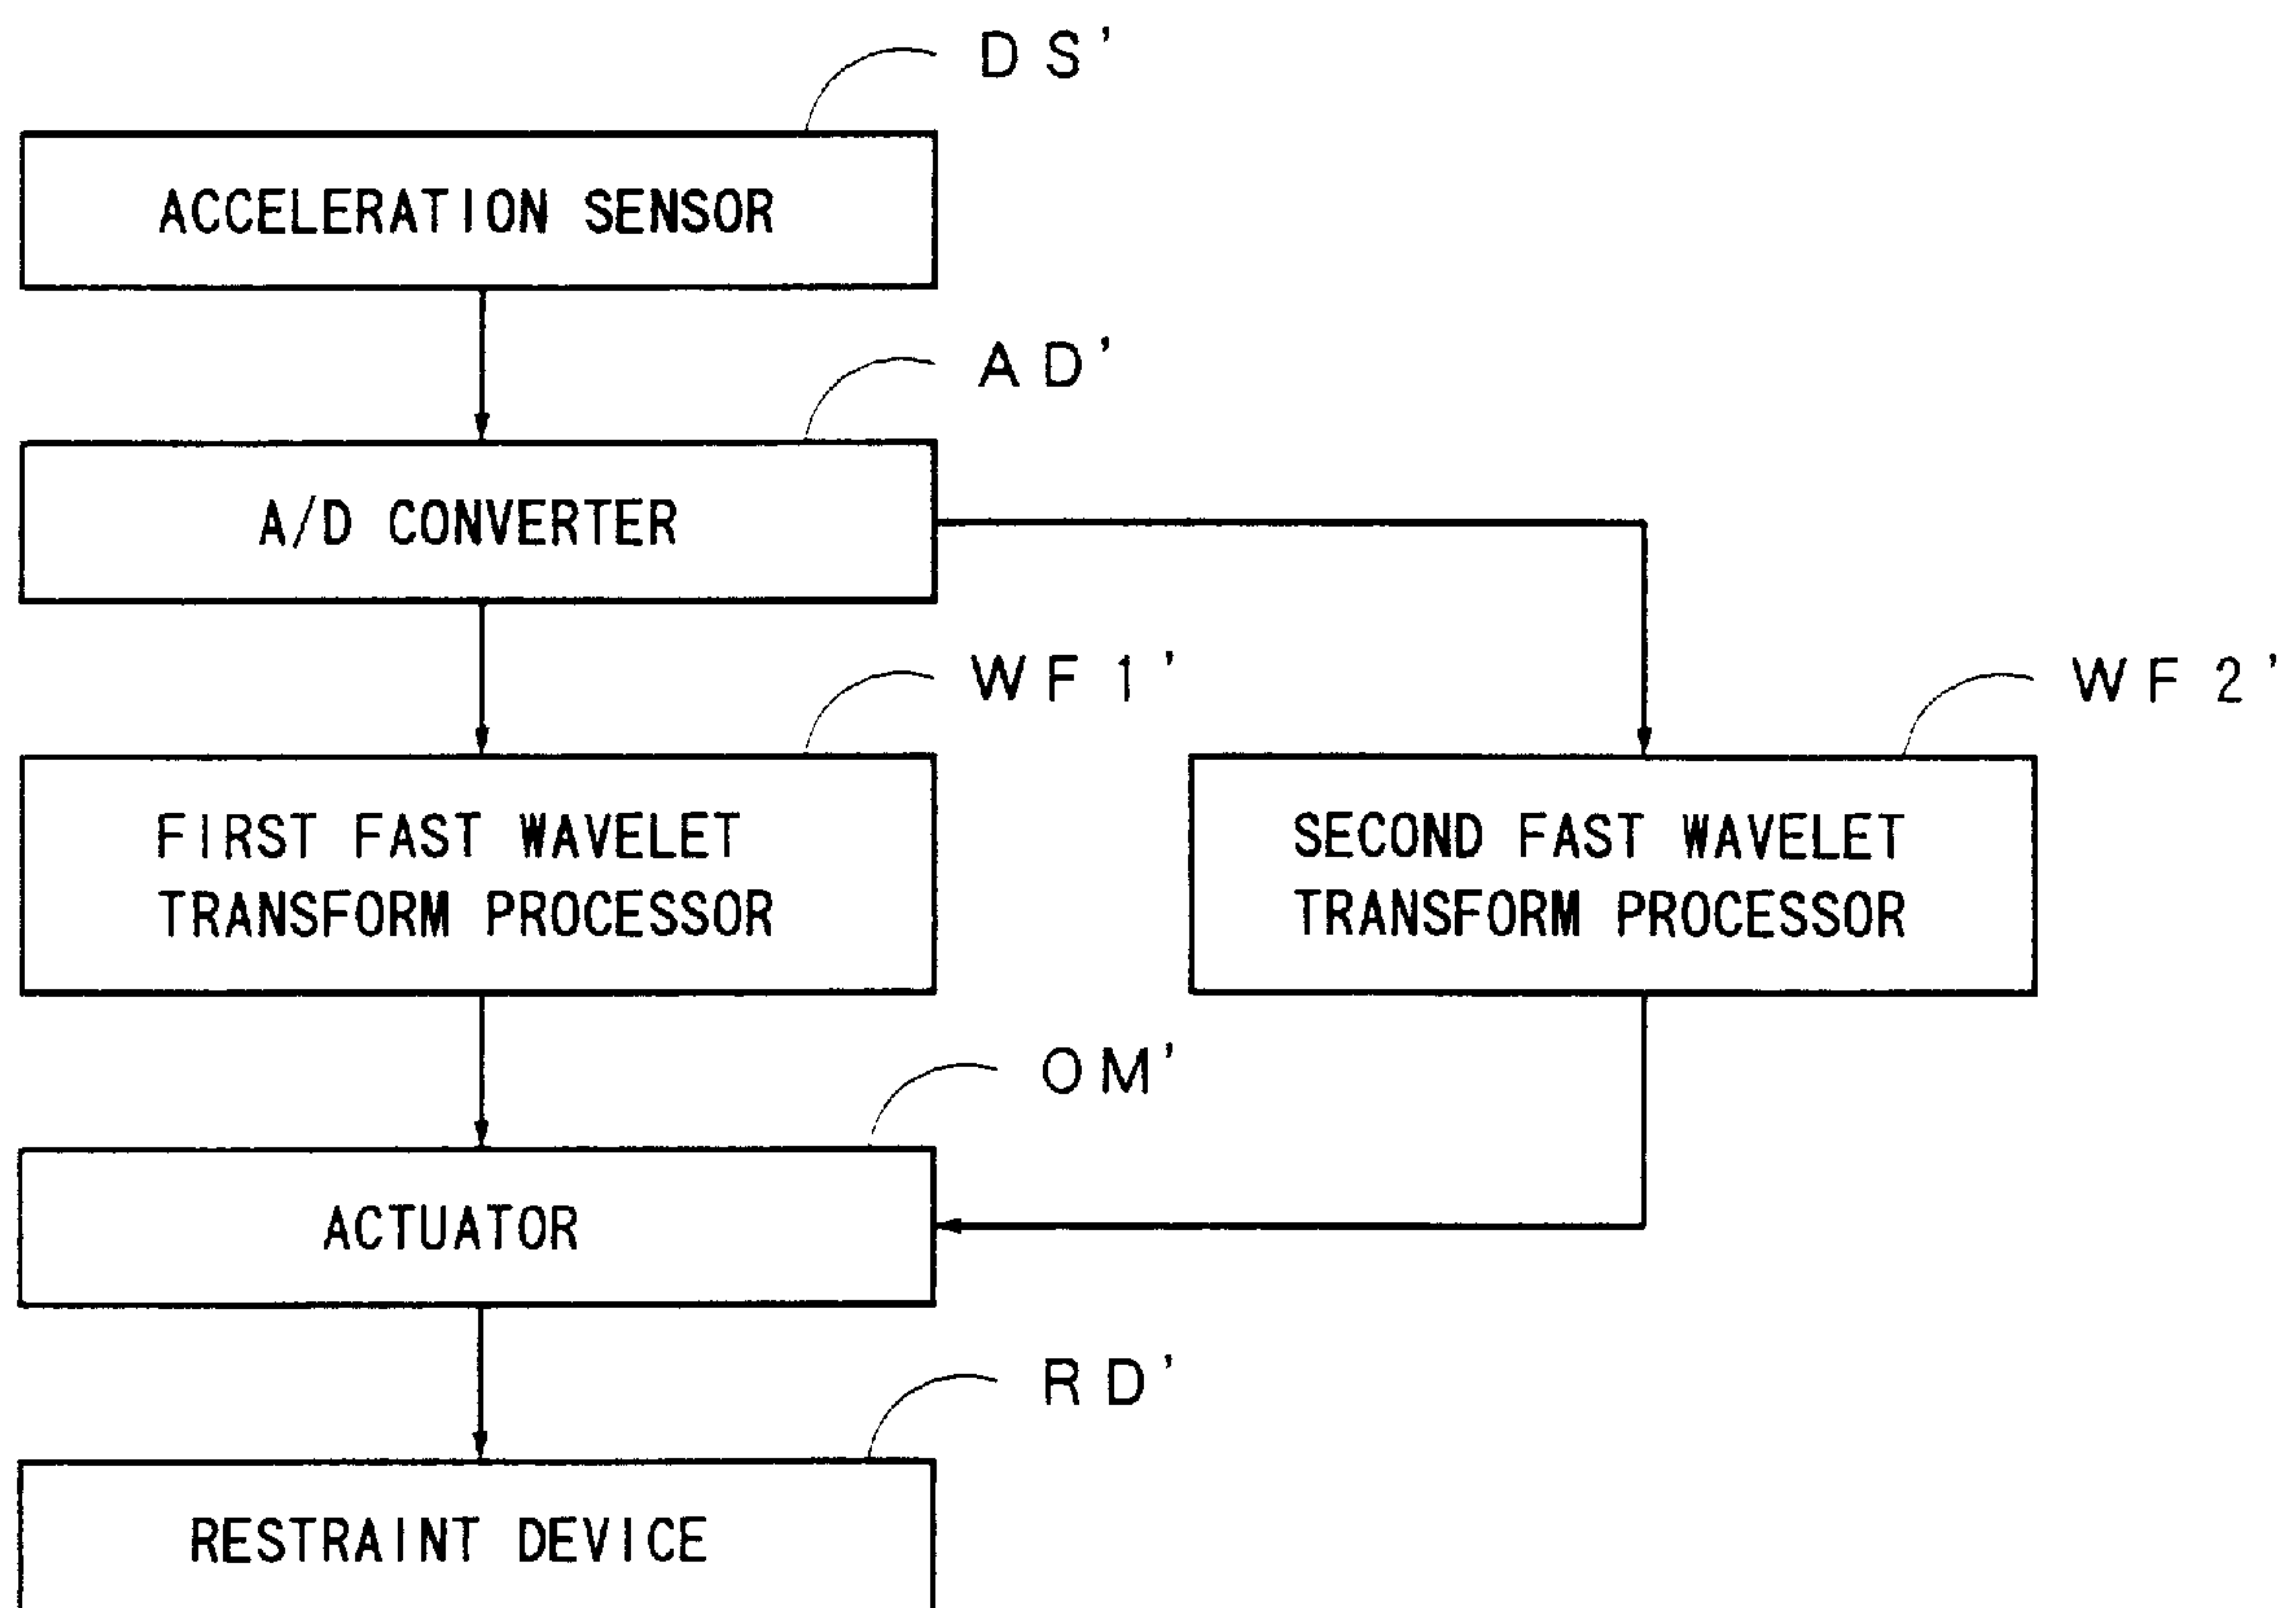 DS'
ACCELERATION SENSOR
AD'
A/D CONVERTER
WF1'
WF2'
FIRST FAST WAVELET
TRANSFORM PROCESSOR
SECOND FAST WAVELET
TRANSFORM PROCESSOR
OM'
ACTUATOR
RD'
RESTRAINT DEVICE